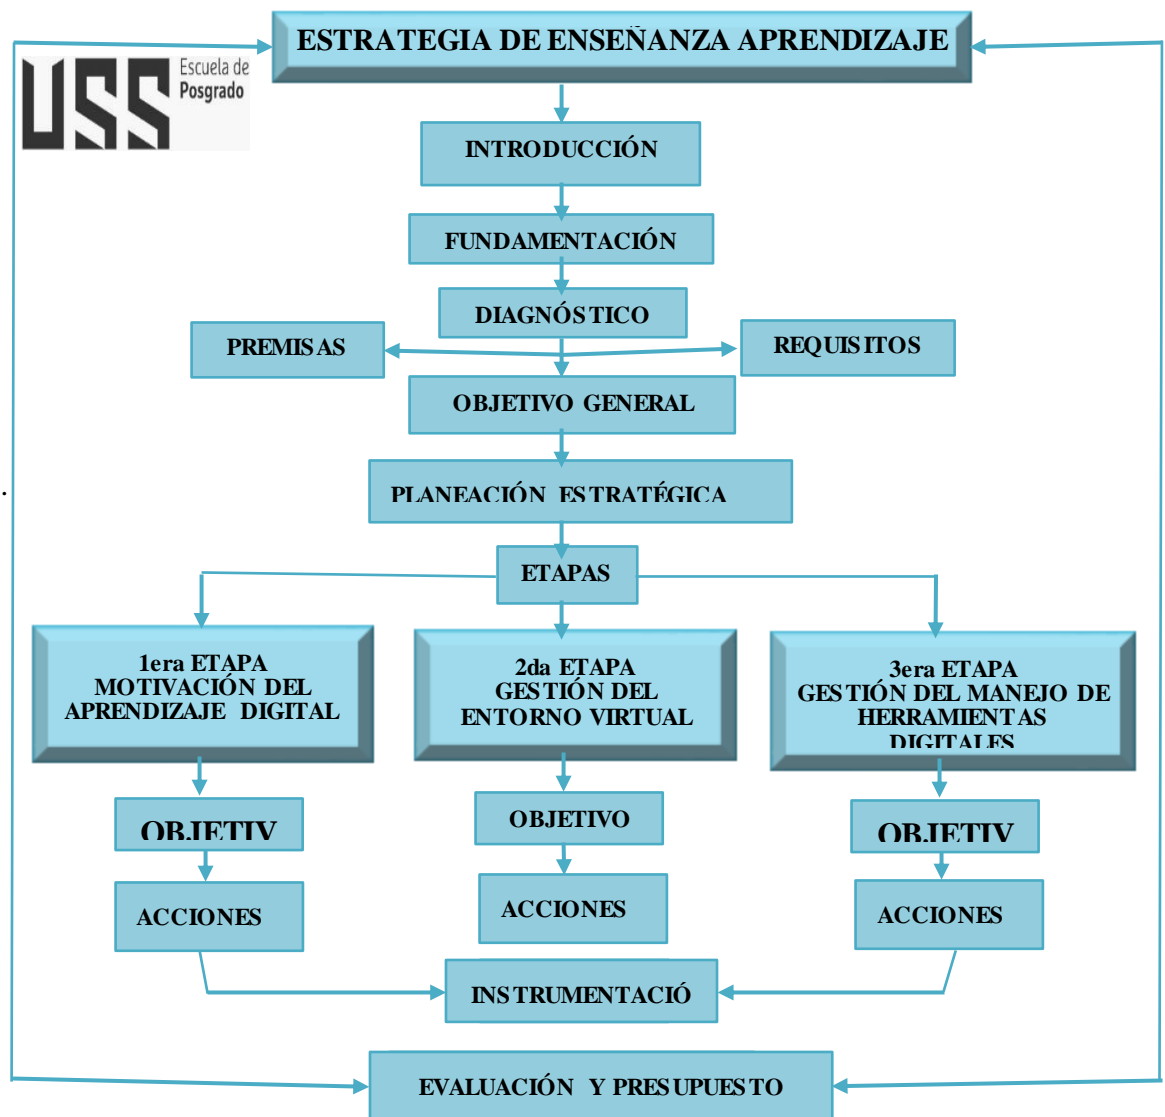 ESTRATEGIA DE ENSEÑANZA APRENDIZAJE
USS
Escuela de
Posgrado
INTRODUCCIÓN
FUNDAMENTACIÓN
DIAGNÓSTICO
PREMISAS
REQUISITOS
OBJETIVO GENERAL
PLANEACIÓN ESTRATÉGICA
ETAPAS
1era ETAPA
MOTIVACIÓN DEL
APRENDIZAJE DIGITAL
2da ETAPA
GESTIÓN DEL
ENTORNO VIRTUAL
3era ETAPA
GESTIÓN DEL MANEJO DE
HERRAMIENTAS
DIGITALES
OBJETIV
OBJETIVO
OBJETIV
ACCIONES
ACCIONES
ACCIONES
INSTRUMENTACIÓ
EVALUACIÓN Y PRESUPUESTO
.